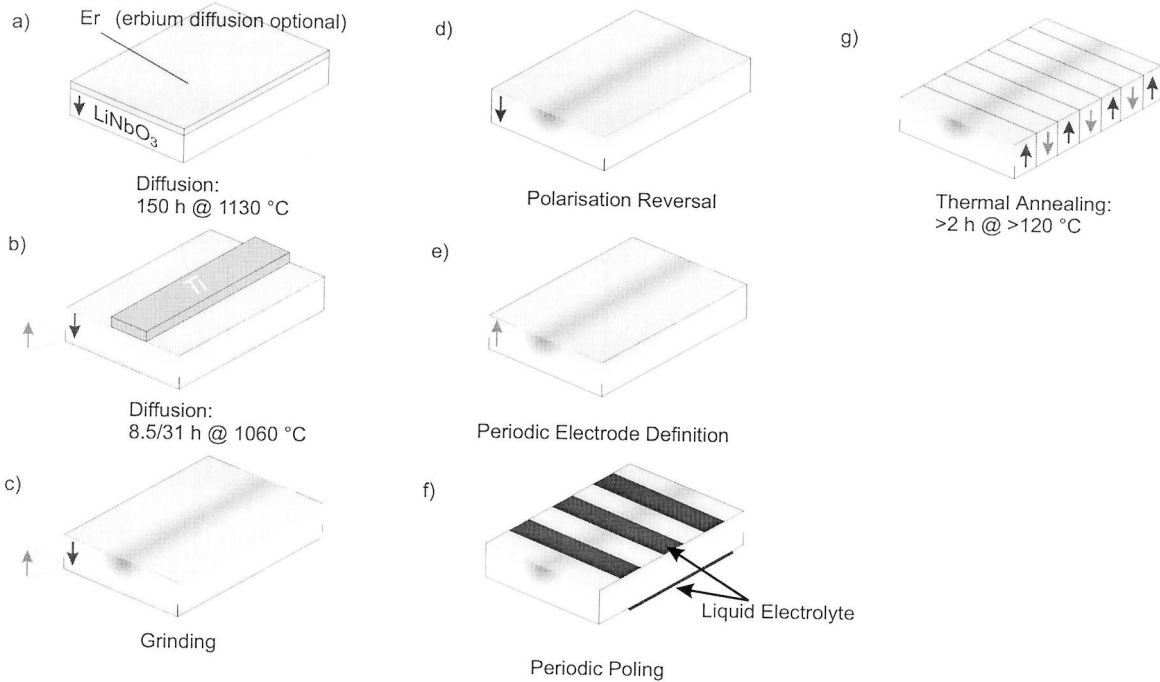 a)
Er (erbium diffusion optional)
LiNbO₃
Diffusion:
150 h @ 1130 °C
b)
Ti
Diffusion:
8.5/31 h @ 1060 °C
c)
Grinding
d)
Polarisation Reversal
e)
Periodic Electrode Definition
f)
Liquid Electrolyte
Periodic Poling
g)
Thermal Annealing:
>2 h @ >120 °C